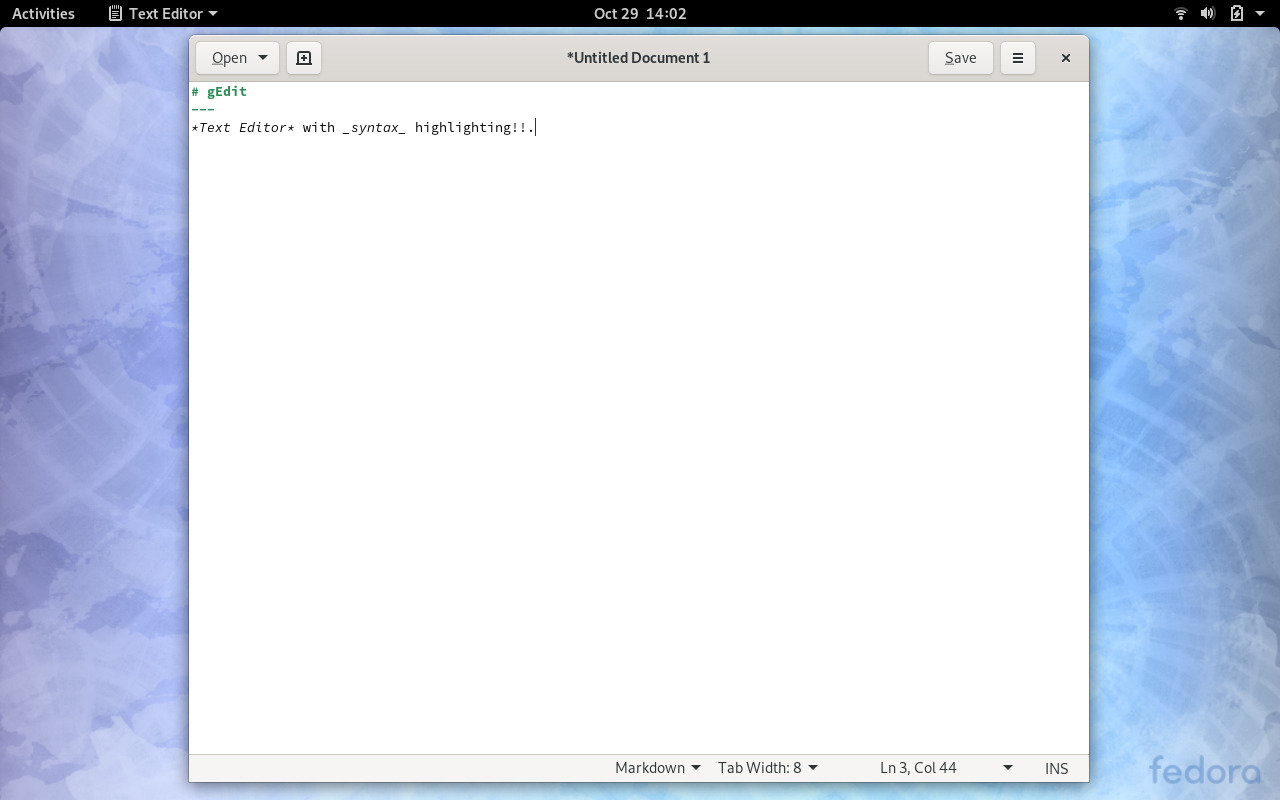 Activities Text Editor Oct 29 14:02
Open *Untitled Document 1 Save
# gEdit
---
*Text Editor* with _syntax_ highlighting!!.
Markdown Tab Width: 8 Ln 3, Col 44 INS
fedora